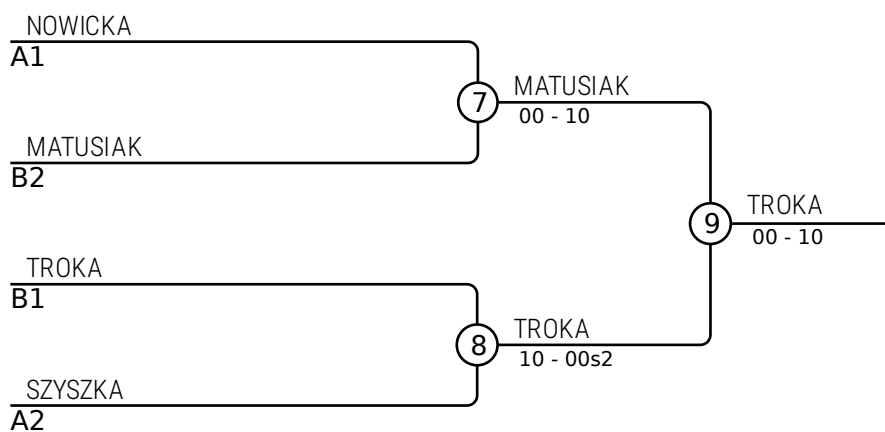 NOWICKA
A1
7
MATUSIAK
00 - 10
MATUSIAK
B2
9
TROKA
00 - 10
TROKA
B1
8
TROKA
10 - 00s2
SZYSZKA
A2